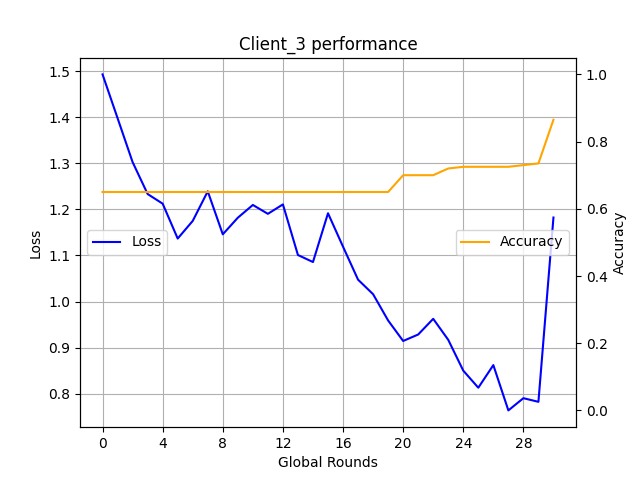 Client_3 performance
1.5
1.4
1.3
1.2
1.1
1.0
0.9
0.8
Loss
Loss
Accuracy
1.0
0.8
0.6
0.4
0.2
0.0
Accuracy
0 4 8 12 16 20 24 28
Global Rounds